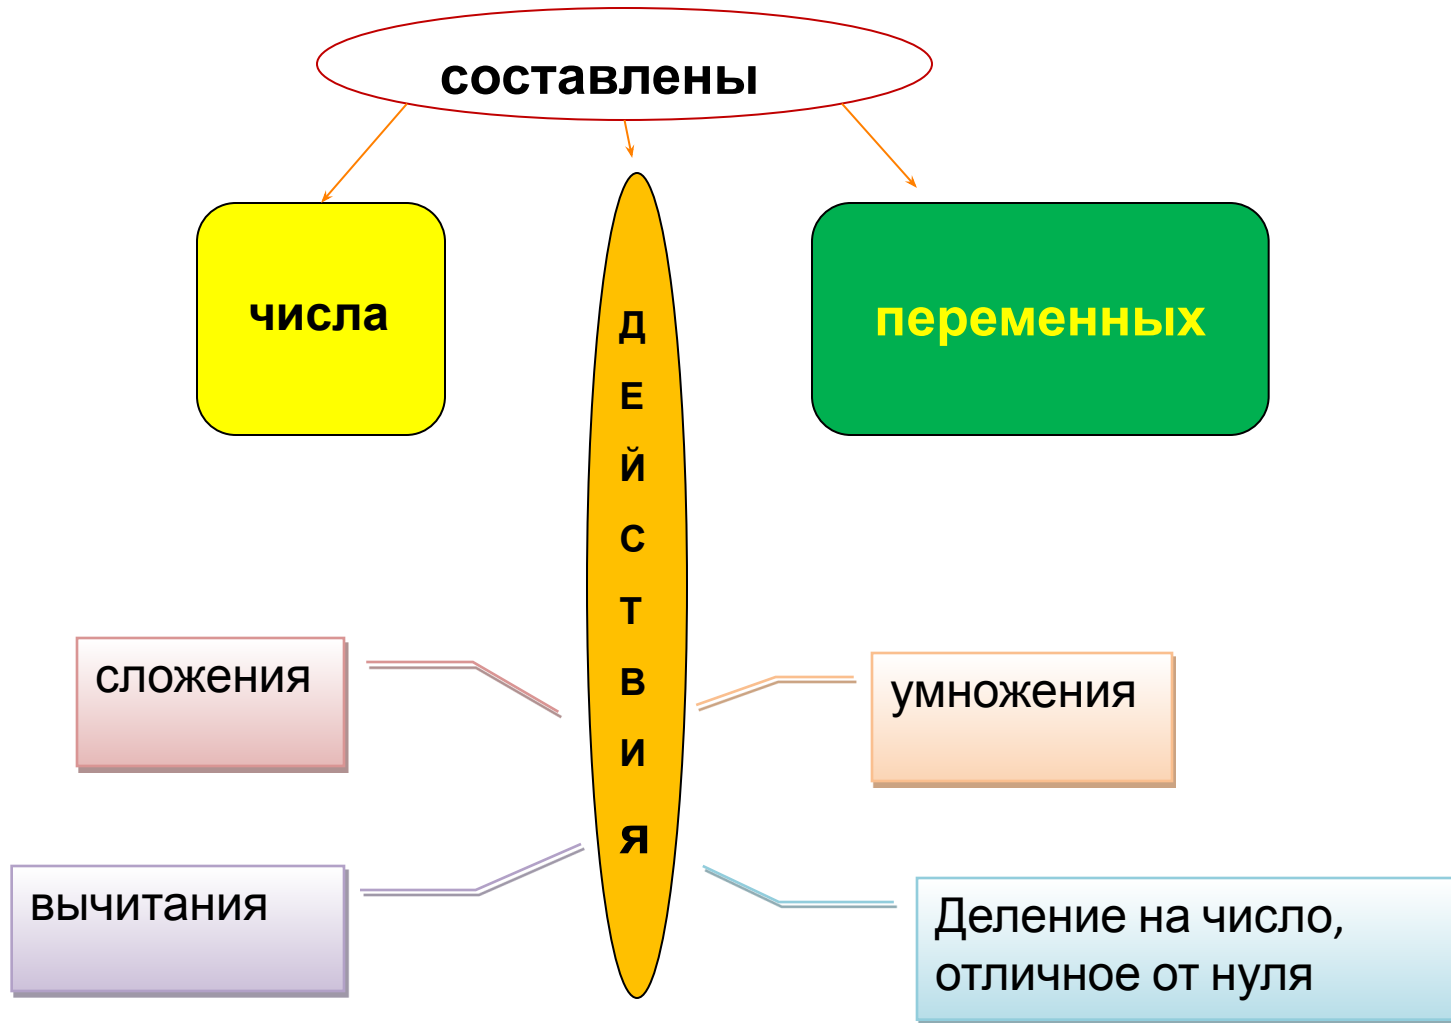 составлены
числа
переменных
Д
Е
Й
С
Т
В
И
Я
сложения
умножения
вычитания
Деление на число,
отличное от нуля